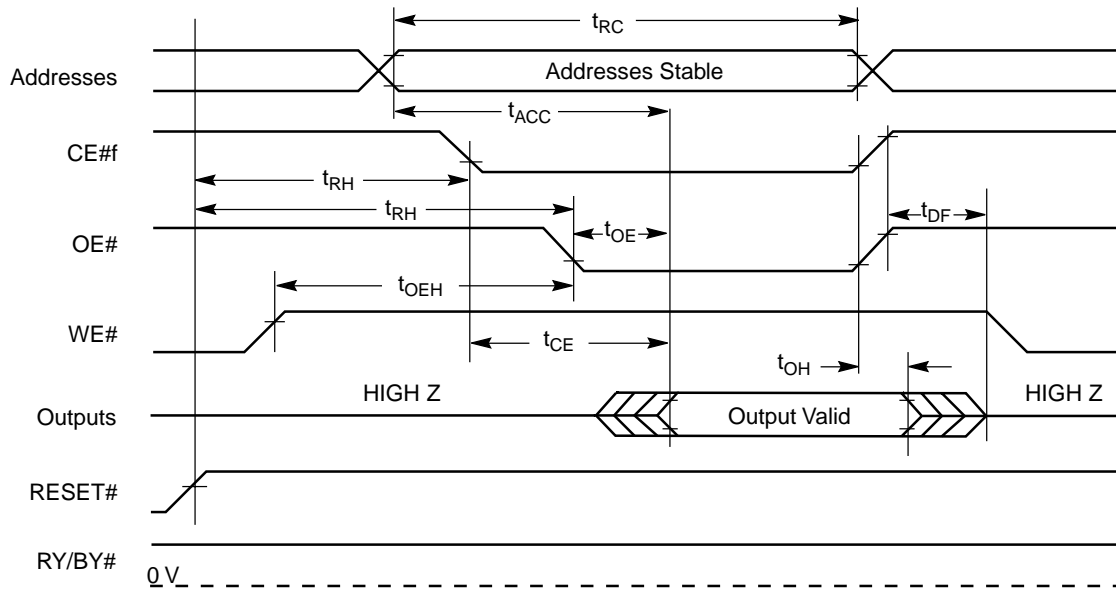 tRC
Addresses
Addresses Stable
tACC
CE#f
tRH
tRH
tDF
OE#
tOE
tOEH
WE#
tCE
tOH
HIGH Z
HIGH Z
Outputs
Output Valid
RESET#
RY/BY#
0 V